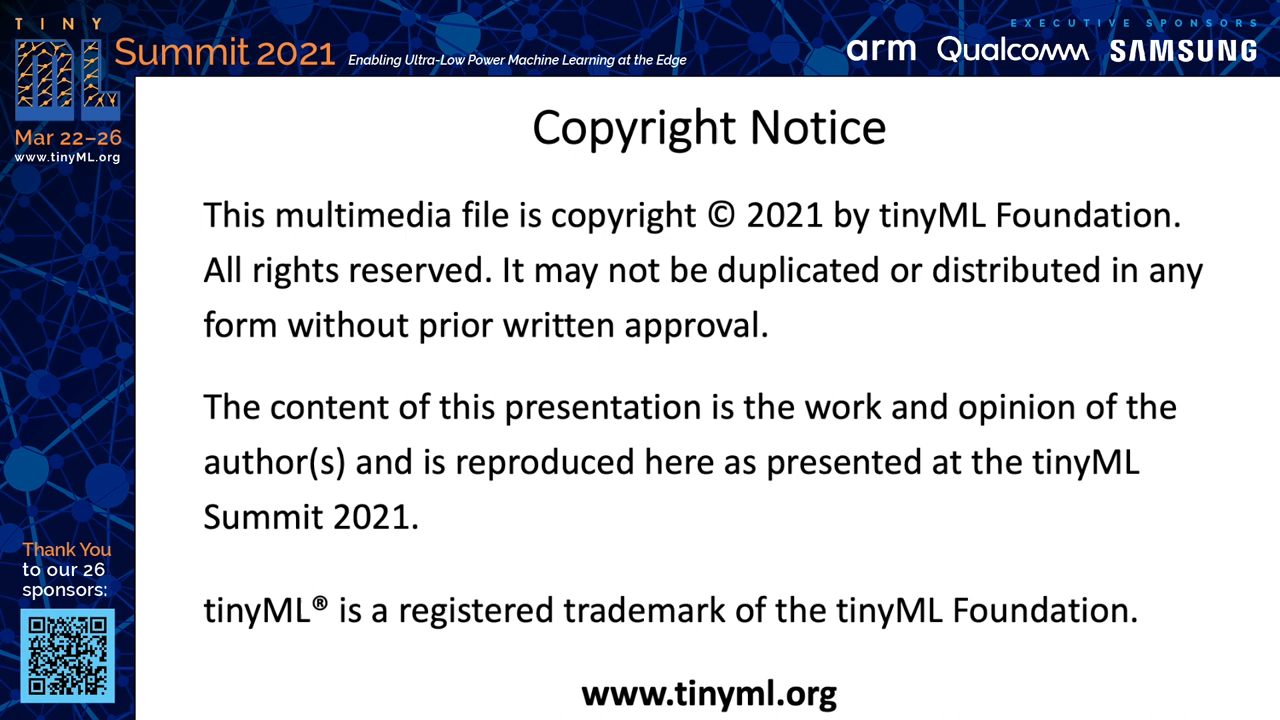 TINY
ML Summit 2021 Enabling Ultra-Low Power Machine Learning at the Edge
Mar 22–26
www.tinyML.org
EXECUTIVE SPONSORS
arm Qualcomm SAMSUNG
Copyright Notice
This multimedia file is copyright © 2021 by tinyML Foundation.
All rights reserved. It may not be duplicated or distributed in any
form without prior written approval.
The content of this presentation is the work and opinion of the
author(s) and is reproduced here as presented at the tinyML
Summit 2021.
tinyML® is a registered trademark of the tinyML Foundation.
www.tinyml.org
Thank You
to our 26
sponsors: